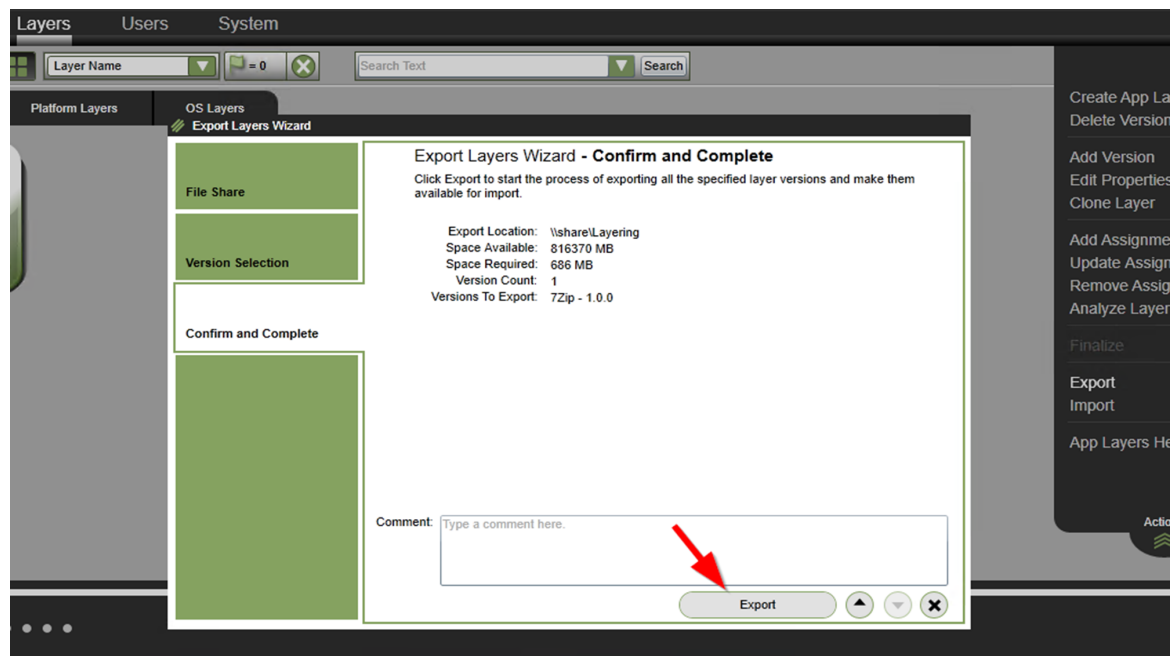 Layers Users System
Layer Name = 0 Search Text Search
Platform Layers OS Layers
Export Layers Wizard
File Share
Version Selection
Confirm and Complete
Export Layers Wizard - Confirm and Complete
Click Export to start the process of exporting all the specified layer versions and make them
available for import.
Export Location: \\share\Layering
Space Available: 816370 MB
Space Required: 686 MB
Version Count: 1
Versions To Export: 7Zip - 1.0.0
Comment: Type a comment here.
Export
Create App La
Delete Version
Add Version
Edit Properties
Clone Layer
Add Assignme
Update Assign
Remove Assig
Analyze Layer
Finalize
Export
Import
App Layers He
Actio